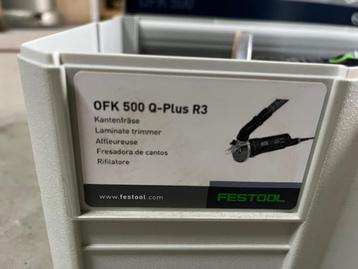 OFK 500
OFK 500 Q-Plus R3
Kantenfräse
Laminate trimmer
Affleureuse
Fresadora de cantos
Rifilatore
www.festool.com
FESTOOL